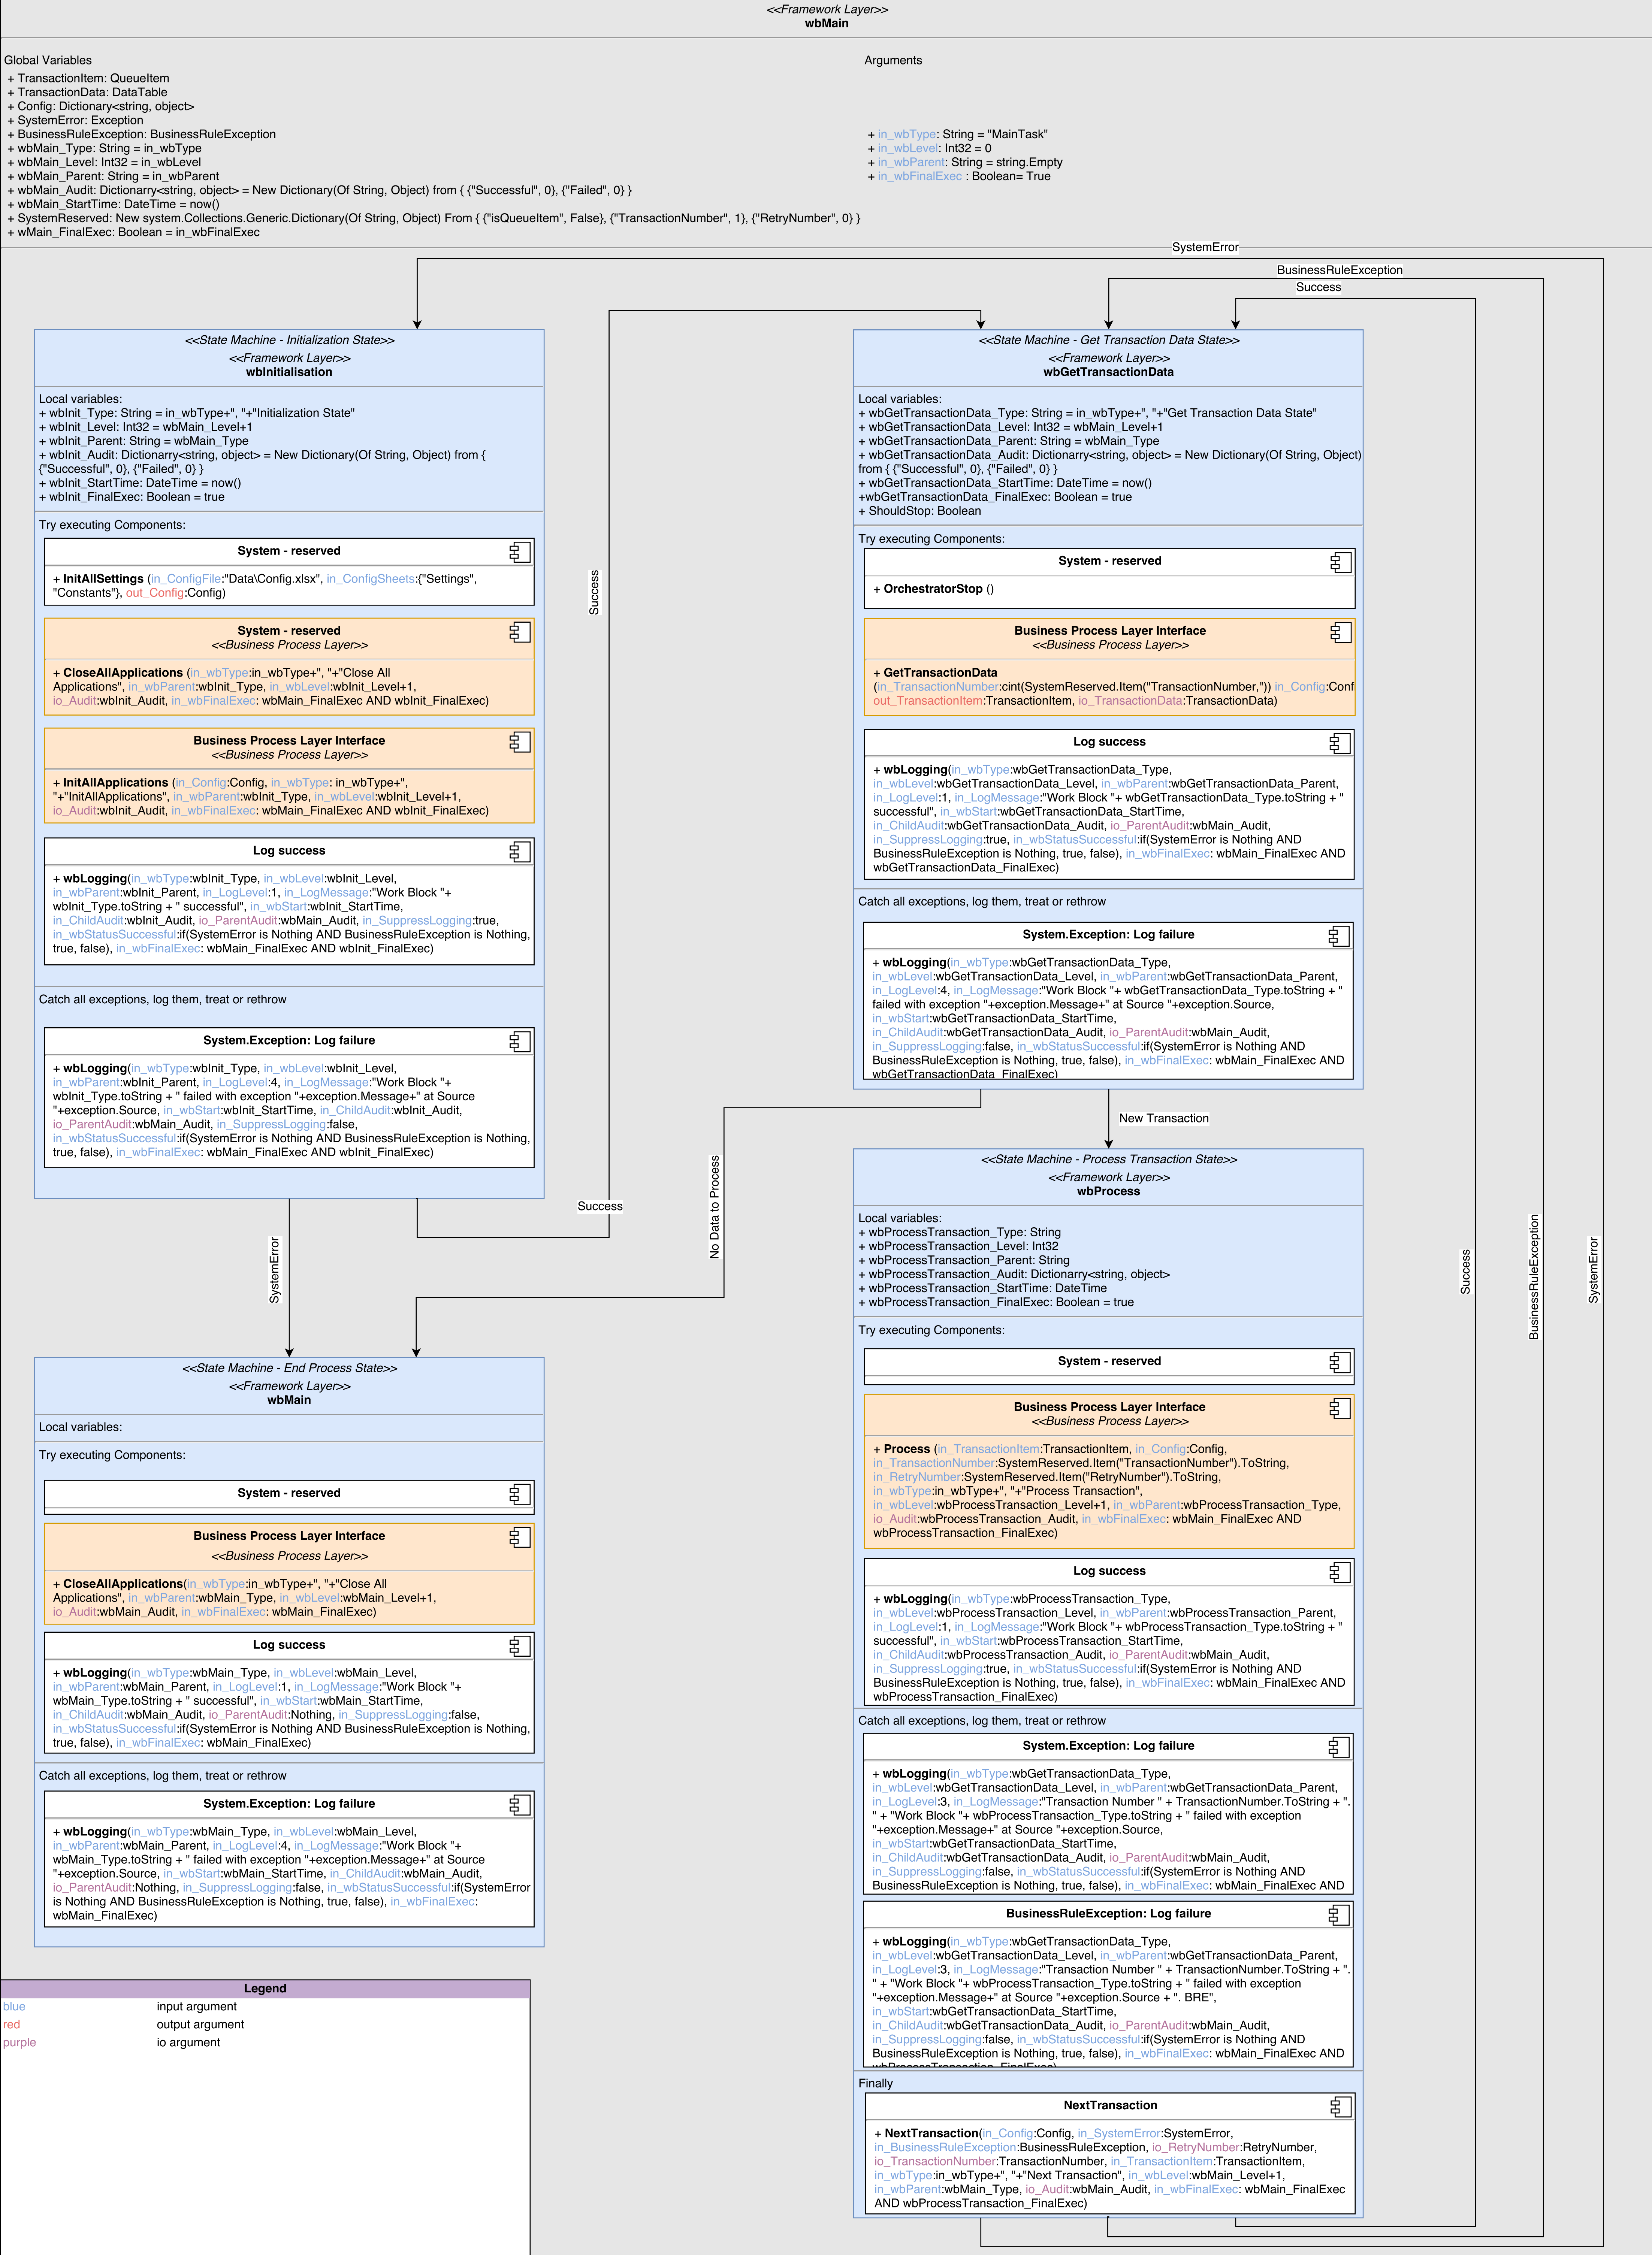 <<Framework Layer>>
wbMain
Global Variables
+ TransactionItem: QueueItem
+ TransactionData: DataTable
+ Config: Dictionary<string, object>
+ SystemError: Exception
+ BusinessRuleException: BusinessRuleException
+ wbMain_Type: String = in_wbType
+ wbMain_Level: Int32 = in_wbLevel
+ wbMain_Parent: String = in_wbParent
+ wbMain_Audit: Dictionarry<string, object> = New Dictionary(Of String, Object) from { {"Successful", 0}, {"Failed", 0} }
+ wbMain_StartTime: DateTime = now()
+ SystemReserved: New system.Collections.Generic.Dictionary(Of String, Object) From { {"isQueueItem", False}, {"TransactionNumber", 1}, {"RetryNumber", 0} }
+ wMain_FinalExec: Boolean = in_wbFinalExec
Arguments
+ in_wbType: String = "MainTask"
+ in_wbLevel: Int32 = 0
+ in_wbParent: String = string.Empty
+ in_wbFinalExec : Boolean= True
SystemError
BusinessRuleException
Success
<<State Machine - Initialization State>>
<<Framework Layer>>
wbInitialisation
Local variables:
+ wbInit_Type: String = in_wbType+", "+"Initialization State"
+ wbInit_Level: Int32 = wbMain_Level+1
+ wbInit_Parent: String = wbMain_Type
+ wbInit_Audit: Dictionarry<string, object> = New Dictionary(Of String, Object) from {
{"Successful", 0}, {"Failed", 0} }
+ wbInit_StartTime: DateTime = now()
+ wbInit_FinalExec: Boolean = true
Try executing Components:
System - reserved
+ InitAllSettings (in_ConfigFile:"Data\Config.xlsx", in_ConfigSheets:{"Settings",
"Constants"}, out_Config:Config)
System - reserved
<<Business Process Layer>>
+ CloseAllApplications (in_wbType:in_wbType+", "+"Close All
Applications", in_wbParent:wbInit_Type, in_wbLevel:wbInit_Level+1,
io_Audit:wbInit_Audit, in_wbFinalExec: wbMain_FinalExec AND wbInit_FinalExec)
Business Process Layer Interface
<<Business Process Layer>>
+ InitAllApplications (in_Config:Config, in_wbType: in_wbType+",
"+"InitAllApplications", in_wbParent:wbInit_Type, in_wbLevel:wbInit_Level+1,
io_Audit:wbInit_Audit, in_wbFinalExec: wbMain_FinalExec AND wbInit_FinalExec)
Log success
+ wbLogging(in_wbType:wbInit_Type, in_wbLevel:wbInit_Level,
in_wbParent:wbInit_Parent, in_LogLevel:1, in_LogMessage:"Work Block "+
wbInit_Type.toString + " successful", in_wbStart:wbInit_StartTime,
in_ChildAudit:wbInit_Audit, io_ParentAudit:wbMain_Audit, in_SuppressLogging:true,
in_wbStatusSuccessful:if(SystemError is Nothing AND BusinessRuleException is Nothing,
true, false), in_wbFinalExec: wbMain_FinalExec AND wbInit_FinalExec)
Catch all exceptions, log them, treat or rethrow
System.Exception: Log failure
+ wbLogging(in_wbType:wbInit_Type, in_wbLevel:wbInit_Level,
in_wbParent:wbInit_Parent, in_LogLevel:4, in_LogMessage:"Work Block "+
wbInit_Type.toString + " failed with exception "+exception.Message+" at Source
"+exception.Source, in_wbStart:wbInit_StartTime, in_ChildAudit:wbInit_Audit,
io_ParentAudit:wbMain_Audit, in_SuppressLogging:false,
in_wbStatusSuccessful:if(SystemError is Nothing AND BusinessRuleException is Nothing,
true, false), in_wbFinalExec: wbMain_FinalExec AND wbInit_FinalExec)
Success
Success
SystemError
No Data to Process
<<State Machine - Get Transaction Data State>>
<<Framework Layer>>
wbGetTransactionData
Local variables:
+ wbGetTransactionData_Type: String = in_wbType+", "+"Get Transaction Data State"
+ wbGetTransactionData_Level: Int32 = wbMain_Level+1
+ wbGetTransactionData_Parent: String = wbMain_Type
+ wbGetTransactionData_Audit: Dictionarry<string, object> = New Dictionary(Of String, Object)
from { {"Successful", 0}, {"Failed", 0} }
+ wbGetTransactionData_StartTime: DateTime = now()
+wbGetTransactionData_FinalExec: Boolean = true
+ ShouldStop: Boolean
Try executing Components:
System - reserved
+ OrchestratorStop ()
Business Process Layer Interface
<<Business Process Layer>>
+ GetTransactionData
(in_TransactionNumber:cint(SystemReserved.Item("TransactionNumber,")) in_Config:Conf
out_TransactionItem:TransactionItem, io_TransactionData:TransactionData)
Log success
+ wbLogging(in_wbType:wbGetTransactionData_Type,
in_wbLevel:wbGetTransactionData_Level, in_wbParent:wbGetTransactionData_Parent,
in_LogLevel:1, in_LogMessage:"Work Block "+ wbGetTransactionData_Type.toString + "
successful", in_wbStart:wbGetTransactionData_StartTime,
in_ChildAudit:wbGetTransactionData_Audit, io_ParentAudit:wbMain_Audit,
in_SuppressLogging:true, in_wbStatusSuccessful:if(SystemError is Nothing AND
BusinessRuleException is Nothing, true, false), in_wbFinalExec: wbMain_FinalExec AND
wbGetTransactionData_FinalExec)
Catch all exceptions, log them, treat or rethrow
System.Exception: Log failure
+ wbLogging(in_wbType:wbGetTransactionData_Type,
in_wbLevel:wbGetTransactionData_Level, in_wbParent:wbGetTransactionData_Parent,
in_LogLevel:4, in_LogMessage:"Work Block "+ wbGetTransactionData_Type.toString + "
failed with exception "+exception.Message+" at Source "+exception.Source,
in_wbStart:wbGetTransactionData_StartTime,
in_ChildAudit:wbGetTransactionData_Audit, io_ParentAudit:wbMain_Audit,
in_SuppressLogging:false, in_wbStatusSuccessful:if(SystemError is Nothing AND
BusinessRuleException is Nothing, true, false), in_wbFinalExec: wbMain_FinalExec AND
wbGetTransactionData_FinalExec)
New Transaction
<<State Machine - Process Transaction State>>
<<Framework Layer>>
wbProcess
Local variables:
+ wbProcessTransaction_Type: String
+ wbProcessTransaction_Level: Int32
+ wbProcessTransaction_Parent: String
+ wbProcessTransaction_Audit: Dictionarry<string, object>
+ wbProcessTransaction_StartTime: DateTime
+ wbProcessTransaction_FinalExec: Boolean = true
Try executing Components:
System - reserved
Business Process Layer Interface
<<Business Process Layer>>
+ Process (in_TransactionItem:TransactionItem, in_Config:Config,
in_TransactionNumber:SystemReserved.Item("TransactionNumber").ToString,
in_RetryNumber:SystemReserved.Item("RetryNumber").ToString,
in_wbType:in_wbType+", "+"Process Transaction",
in_wbLevel:wbProcessTransaction_Level+1, in_wbParent:wbProcessTransaction_Type,
io_Audit:wbProcessTransaction_Audit, in_wbFinalExec: wbMain_FinalExec AND
wbProcessTransaction_FinalExec)
Log success
+ wbLogging(in_wbType:wbProcessTransaction_Type,
in_wbLevel:wbProcessTransaction_Level, in_wbParent:wbProcessTransaction_Parent,
in_LogLevel:1, in_LogMessage:"Work Block "+ wbProcessTransaction_Type.toString + "
successful", in_wbStart:wbProcessTransaction_StartTime,
in_ChildAudit:wbProcessTransaction_Audit, io_ParentAudit:wbMain_Audit,
in_SuppressLogging:true, in_wbStatusSuccessful:if(SystemError is Nothing AND
BusinessRuleException is Nothing, true, false), in_wbFinalExec: wbMain_FinalExec AND
wbProcessTransaction_FinalExec)
Catch all exceptions, log them, treat or rethrow
System.Exception: Log failure
+ wbLogging(in_wbType:wbGetTransactionData_Type,
in_wbLevel:wbGetTransactionData_Level, in_wbParent:wbGetTransactionData_Parent,
in_LogLevel:3, in_LogMessage:"Transaction Number " + TransactionNumber.ToString + ".
" + "Work Block "+ wbProcessTransaction_Type.toString + " failed with exception
"+exception.Message+" at Source "+exception.Source,
in_wbStart:wbGetTransactionData_StartTime,
in_ChildAudit:wbGetTransactionData_Audit, io_ParentAudit:wbMain_Audit,
in_SuppressLogging:false, in_wbStatusSuccessful:if(SystemError is Nothing AND
BusinessRuleException is Nothing, true, false), in_wbFinalExec: wbMain_FinalExec AND
BusinessRuleException: Log failure
+ wbLogging(in_wbType:wbGetTransactionData_Type,
in_wbLevel:wbGetTransactionData_Level, in_wbParent:wbGetTransactionData_Parent,
in_LogLevel:3, in_LogMessage:"Transaction Number " + TransactionNumber.ToString + ".
" + "Work Block "+ wbProcessTransaction_Type.toString + " failed with exception
"+exception.Message+" at Source "+exception.Source + ". BRE",
in_wbStart:wbGetTransactionData_StartTime,
in_ChildAudit:wbGetTransactionData_Audit, io_ParentAudit:wbMain_Audit,
in_SuppressLogging:false, in_wbStatusSuccessful:if(SystemError is Nothing AND
BusinessRuleException is Nothing, true, false), in_wbFinalExec: wbMain_FinalExec AND
wbProcessTransaction_FinalExec)
Finally
NextTransaction
+ NextTransaction(in_Config:Config, in_SystemError:SystemError,
in_BusinessRuleException:BusinessRuleException, io_RetryNumber:RetryNumber,
io_TransactionNumber:TransactionNumber, in_TransactionItem:TransactionItem,
in_wbType:in_wbType+", "+"Next Transaction", in_wbLevel:wbMain_Level+1,
in_wbParent:wbMain_Type, io_Audit:wbMain_Audit, in_wbFinalExec: wbMain_FinalExec
AND wbProcessTransaction_FinalExec)
Success
BusinessRuleException
SystemError
<<State Machine - End Process State>>
<<Framework Layer>>
wbMain
Local variables:
Try executing Components:
System - reserved
Business Process Layer Interface
<<Business Process Layer>>
+ CloseAllApplications(in_wbType:in_wbType+", "+"Close All
Applications", in_wbParent:wbMain_Type, in_wbLevel:wbMain_Level+1,
io_Audit:wbMain_Audit, in_wbFinalExec: wbMain_FinalExec)
Log success
+ wbLogging(in_wbType:wbMain_Type, in_wbLevel:wbMain_Level,
in_wbParent:wbMain_Parent, in_LogLevel:1, in_LogMessage:"Work Block "+
wbMain_Type.toString + " successful", in_wbStart:wbMain_StartTime,
in_ChildAudit:wbMain_Audit, io_ParentAudit:Nothing, in_SuppressLogging:false,
in_wbStatusSuccessful:if(SystemError is Nothing AND BusinessRuleException is Nothing,
true, false), in_wbFinalExec: wbMain_FinalExec)
Catch all exceptions, log them, treat or rethrow
System.Exception: Log failure
+ wbLogging(in_wbType:wbMain_Type, in_wbLevel:wbMain_Level,
in_wbParent:wbMain_Parent, in_LogLevel:4, in_LogMessage:"Work Block "+
wbMain_Type.toString + " failed with exception "+exception.Message+" at Source
"+exception.Source, in_wbStart:wbMain_StartTime, in_ChildAudit:wbMain_Audit,
io_ParentAudit:Nothing, in_SuppressLogging:false, in_wbStatusSuccessful:if(SystemError
is Nothing AND BusinessRuleException is Nothing, true, false), in_wbFinalExec:
wbMain_FinalExec)
Legend
blue input argument
red output argument
purple io argument